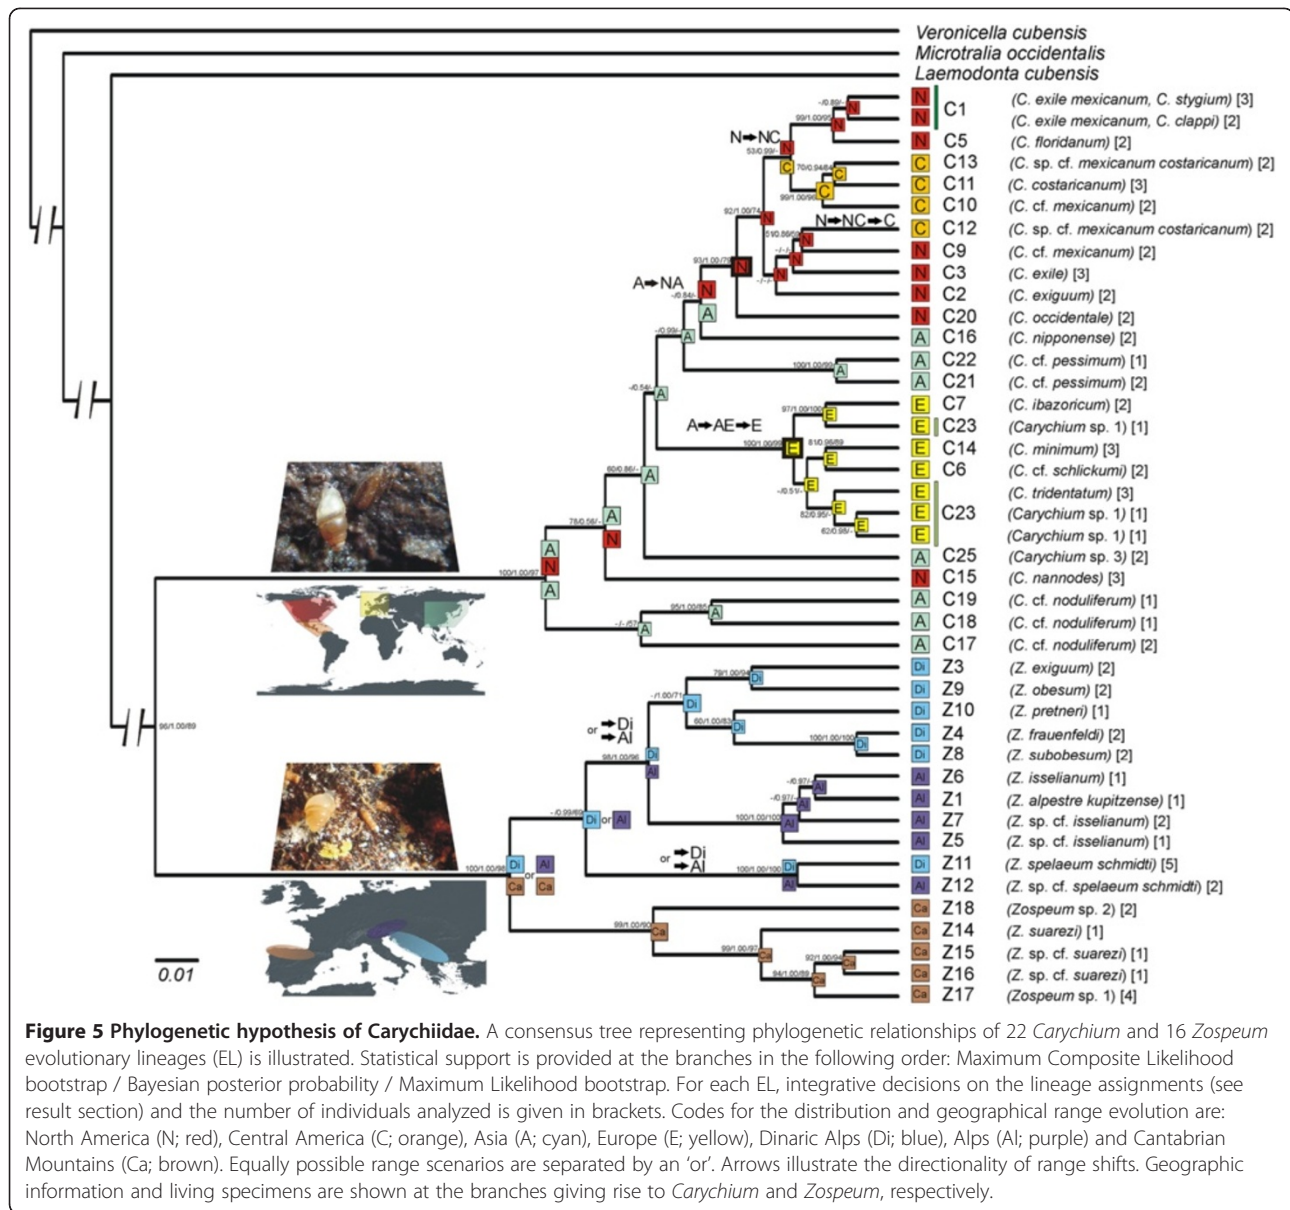 Veronicella cubensis
Microtralia occidentalis
Laemodonta cubensis
N C1 (C. exile mexicanum, C. stygium) [3]
N (C. exile mexicanum, C. clappi) [2]
N C5 (C. floridanum) [2]
C C13 (C. sp. cf. mexicanum costaricanum) [2]
C C11 (C. costaricanum) [3]
C C10 (C. cf. mexicanum) [2]
C C12 (C. sp. cf. mexicanum costaricanum) [2]
N C9 (C. cf. mexicanum) [2]
N C3 (C. exile) [3]
N C2 (C. exiguum) [2]
N C20 (C. occidentale) [2]
A C16 (C. nipponense) [2]
A C22 (C. cf. pessimum) [1]
A C21 (C. cf. pessimum) [2]
E C7 (C. ibazoricum) [2]
E C23 (Carychium sp. 1) [1]
E C14 (C. minimum) [3]
E C6 (C. cf. schlickumi) [2]
E (C. tridentatum) [3]
E C23 (Carychium sp. 1) [1]
E (Carychium sp. 1) [1]
A C25 (Carychium sp. 3) [2]
N C15 (C. nannodes) [3]
A C19 (C. cf. noduliferum) [1]
A C18 (C. cf. noduliferum) [1]
A C17 (C. cf. noduliferum) [2]
Di Z3 (Z. exiguum) [2]
Di Z9 (Z. obesum) [2]
Di Z10 (Z. pretneri) [1]
Di Z4 (Z. frauenfeldi) [2]
Di Z8 (Z. subobesum) [2]
Al Z6 (Z. isselianum) [1]
Al Z1 (Z. alpestre kupitzense) [1]
Al Z7 (Z. sp. cf. isselianum) [2]
Al Z5 (Z. sp. cf. isselianum) [1]
Di Z11 (Z. spelaeum schmidti) [5]
Al Z12 (Z. sp. cf. spelaeum schmidti) [2]
Ca Z18 (Zospeum sp. 2) [2]
Ca Z14 (Z. suarezi) [1]
Ca Z15 (Z. sp. cf. suarezi) [1]
Ca Z16 (Z. sp. cf. suarezi) [1]
Ca Z17 (Zospeum sp. 1) [4]
N➡NC
N➡NC➡C
A➡NA
A➡AE➡E
or ➡Di
➡Al
or ➡Di
➡Al
Di or Al
Di or Al
Ca Ca
96/1.00/89
100/1.00/97
100/1.00/98
0.01
Figure 5 Phylogenetic hypothesis of Carychiidae. A consensus tree representing phylogenetic relationships of 22 Carychium and 16 Zospeum
evolutionary lineages (EL) is illustrated. Statistical support is provided at the branches in the following order: Maximum Composite Likelihood
bootstrap / Bayesian posterior probability / Maximum Likelihood bootstrap. For each EL, integrative decisions on the lineage assignments (see
result section) and the number of individuals analyzed is given in brackets. Codes for the distribution and geographical range evolution are:
North America (N; red), Central America (C; orange), Asia (A; cyan), Europe (E; yellow), Dinaric Alps (Di; blue), Alps (Al; purple) and Cantabrian
Mountains (Ca; brown). Equally possible range scenarios are separated by an 'or'. Arrows illustrate the directionality of range shifts. Geographic
information and living specimens are shown at the branches giving rise to Carychium and Zospeum, respectively.